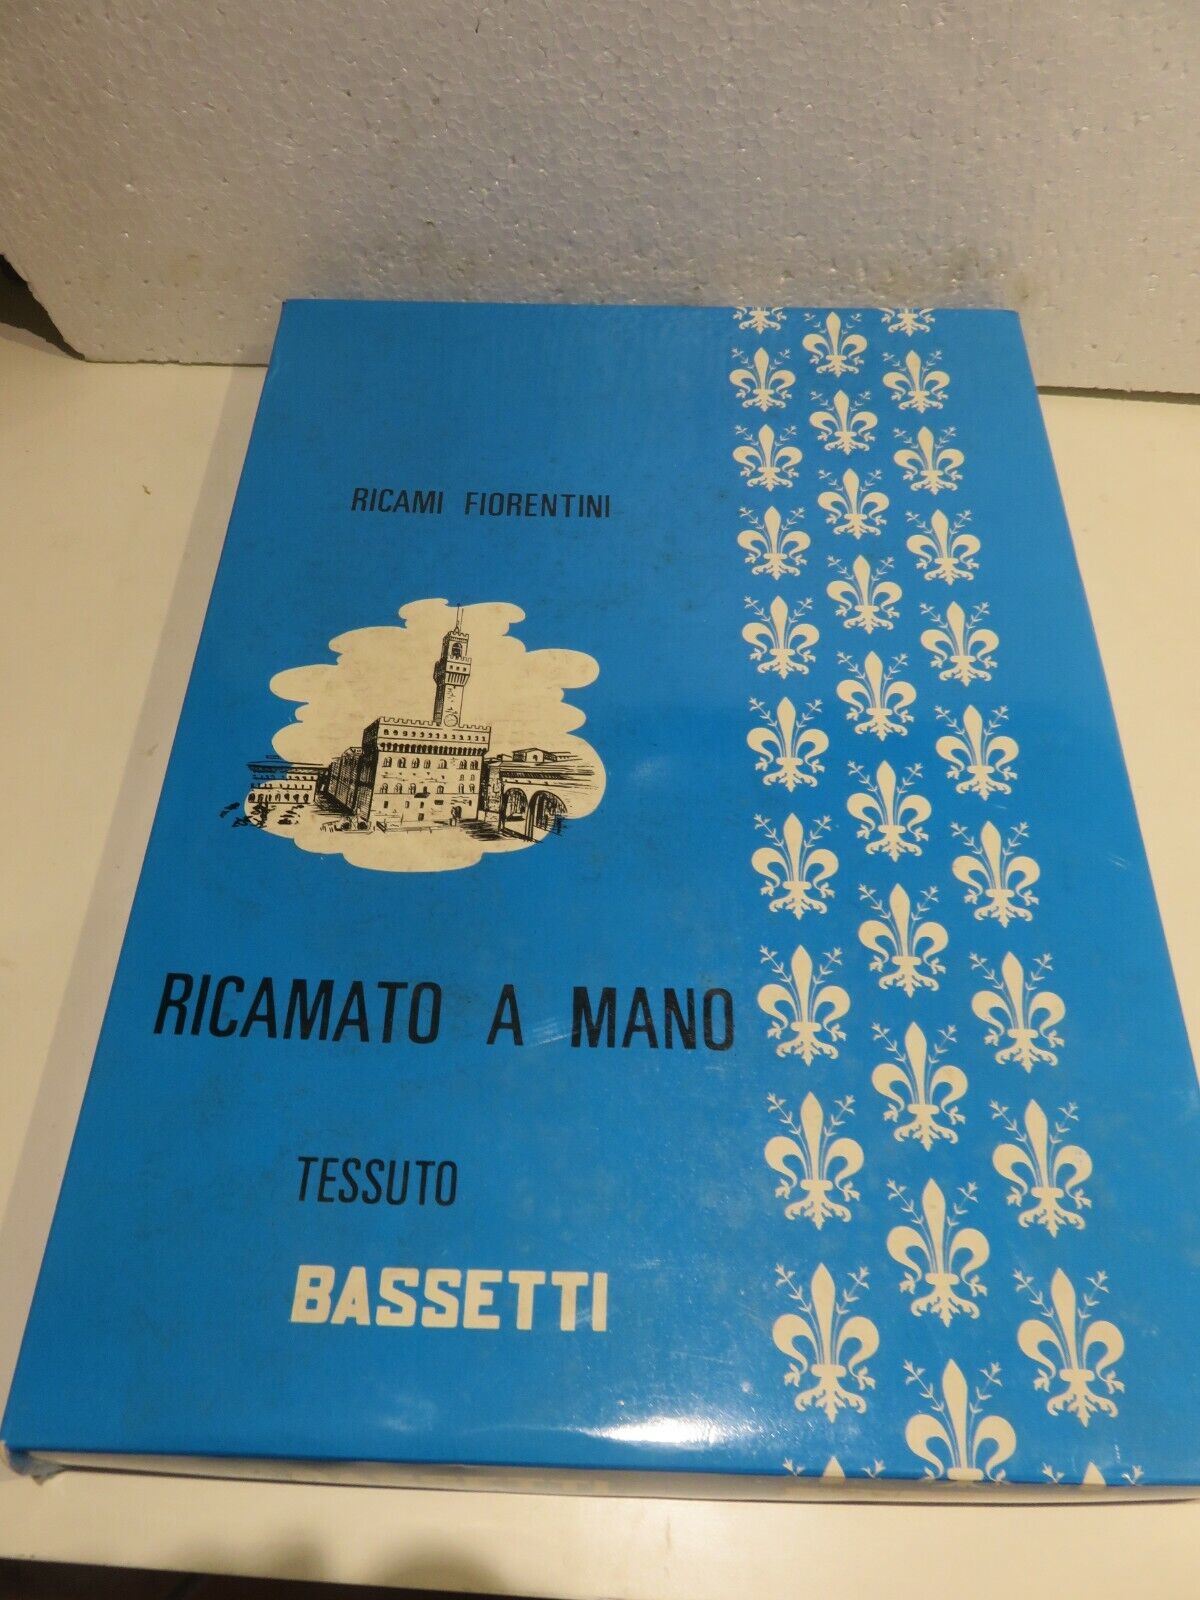 RICAMI FIORENTINI
RICAMATO A MANO
TESSUTO
BASSETTI